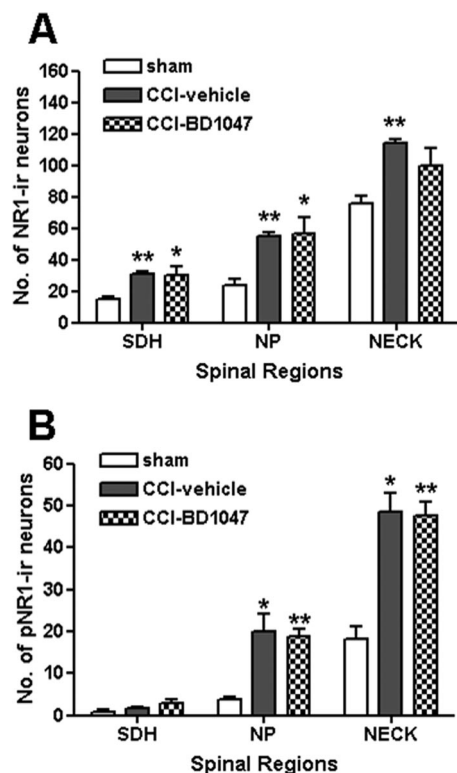 A
sham
CCI-vehicle
CCI-BD1047
No. of NR1-ir neurons
160
140
120
100
80
60
40
20
0
** *
** *
**
SDH NP NECK
Spinal Regions
B
sham
CCI-vehicle
CCI-BD1047
No. of pNR1-ir neurons
60
50
40
30
20
10
0
* **
* **
SDH NP NECK
Spinal Regions